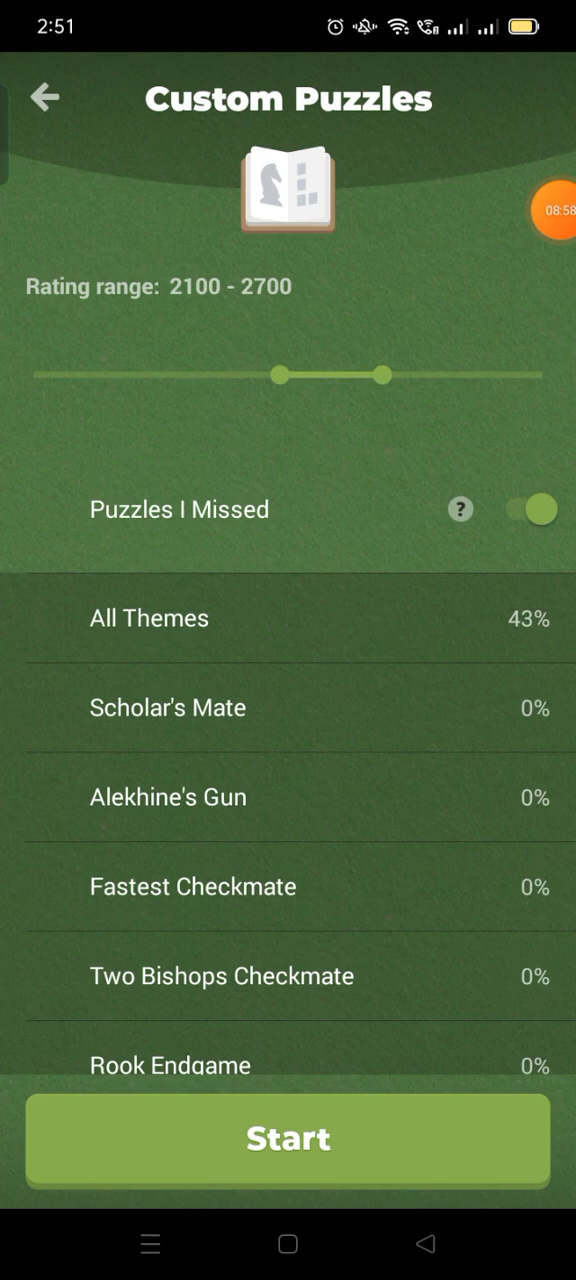 2:51
Custom Puzzles
08:58
Rating range: 2100 - 2700
Puzzles I Missed ?
All Themes 43%
Scholar's Mate 0%
Alekhine's Gun 0%
Fastest Checkmate 0%
Two Bishops Checkmate 0%
Rook Endgame 0%
Start